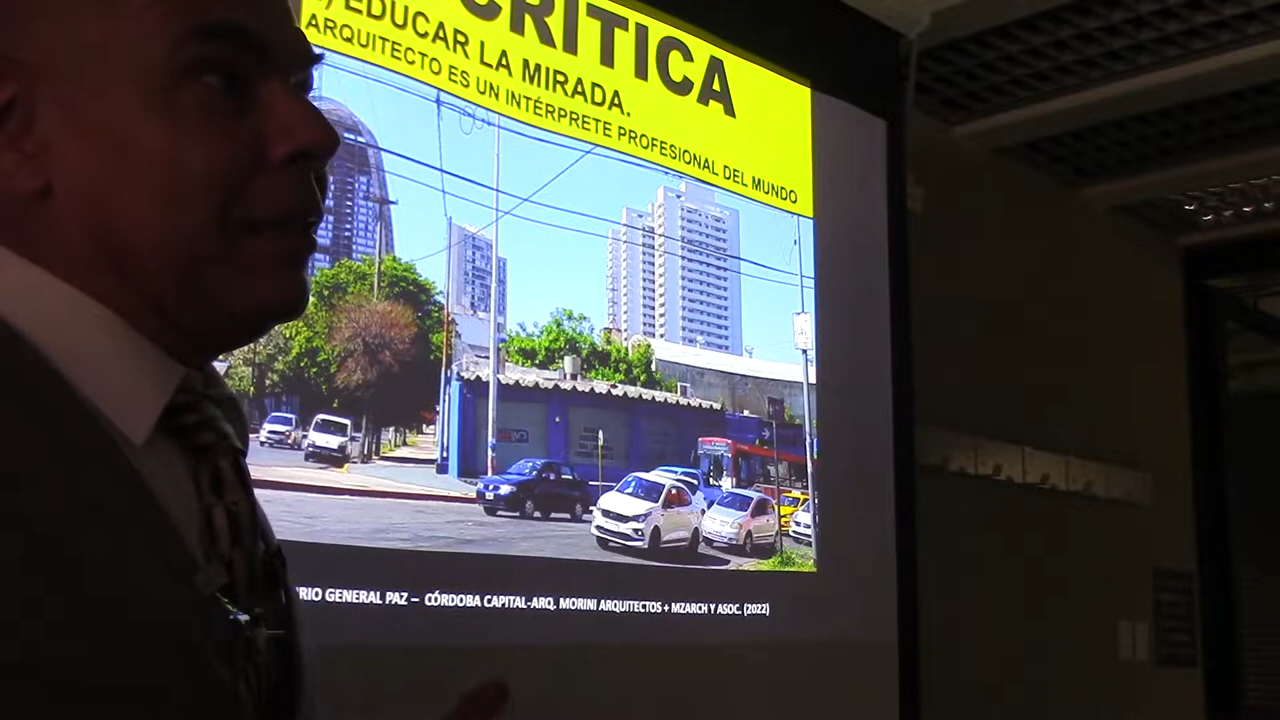 CRÍTICA
EDUCAR LA MIRADA.
ARQUITECTO ES UN INTÉRPRETE PROFESIONAL DEL MUNDO
GENERAL PAZ – CÓRDOBA CAPITAL-ARQ. MORINI ARQUITECTOS + MZARCH Y ASOC. (2022)